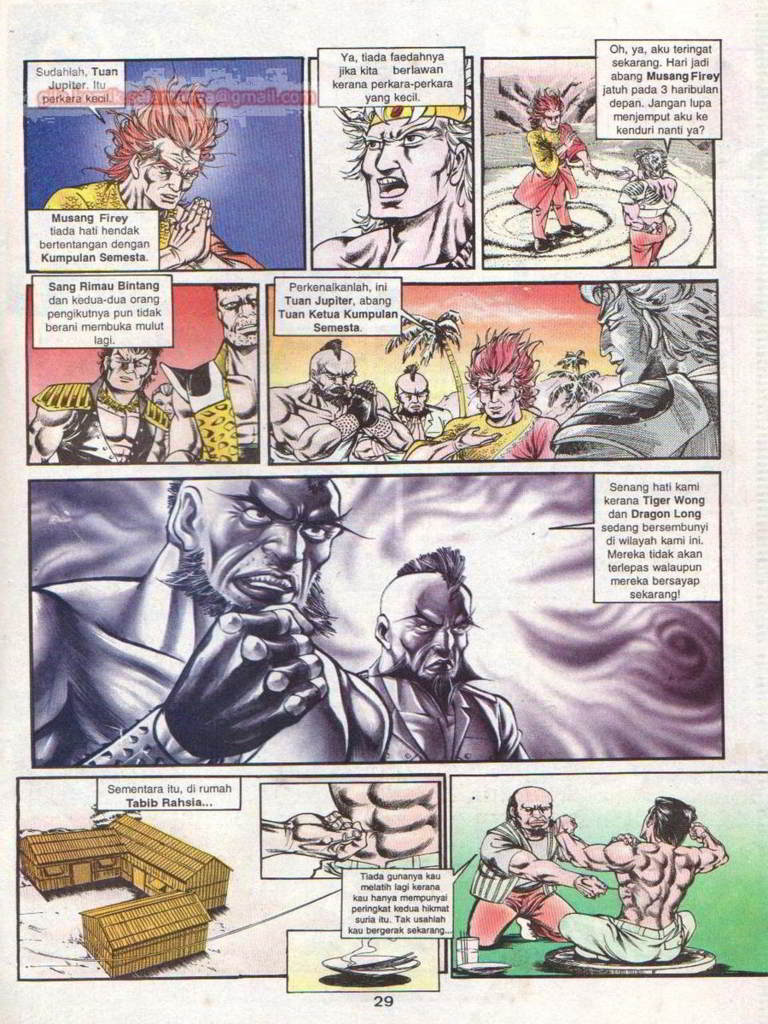 Sudahlah, Tuan
Jupiter. Itu
perkara kecil.
Musang Firey
tiada hati hendak
bertentangan dengan
Kumpulan Semesta.
Ya, tiada faedahnya
jika kita berlawan
kerana perkara-perkara
yang kecil.
Oh, ya, aku teringat
sekarang. Hari jadi
abang Musang Firey
jatuh pada 3 haribulan
depan. Jangan lupa
menjemput aku ke
kenduri nanti ya?
Sang Rimau Bintang
dan kedua-dua orang
pengikutnya pun tidak
berani membuka mulut
lagi.
Perkenalkanlah, ini
Tuan Jupiter, abang
Tuan Ketua Kumpulan
Semesta.
Senang hati kami
kerana Tiger Wong
dan Dragon Long
sedang bersembunyi
di wilayah kami ini.
Mereka tidak akan
terlepas walaupun
mereka bersayap
sekarang!
Sementara itu, di rumah
Tabib Rahsia...
Tiada gunanya kau
melatih lagi kerana
kau hanya mempunyai
peringkat kedua hikmat
suria itu. Tak usahlah
kau bergerak sekarang...
29